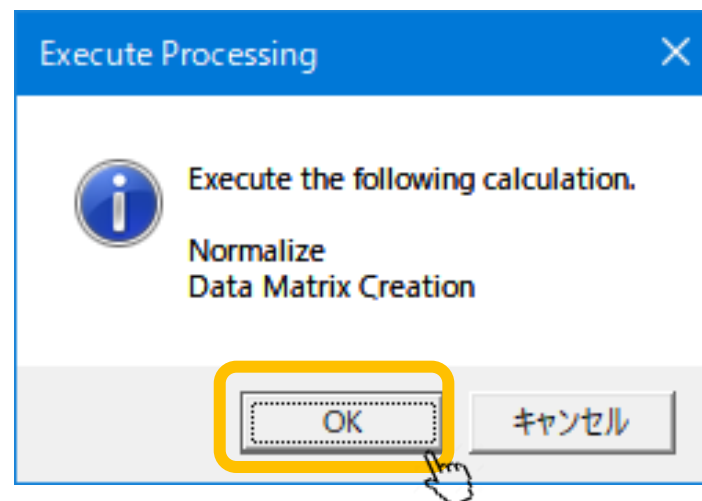 Execute Processing
Execute the following calculation.
Normalize
Data Matrix Creation
OK
キャンセル